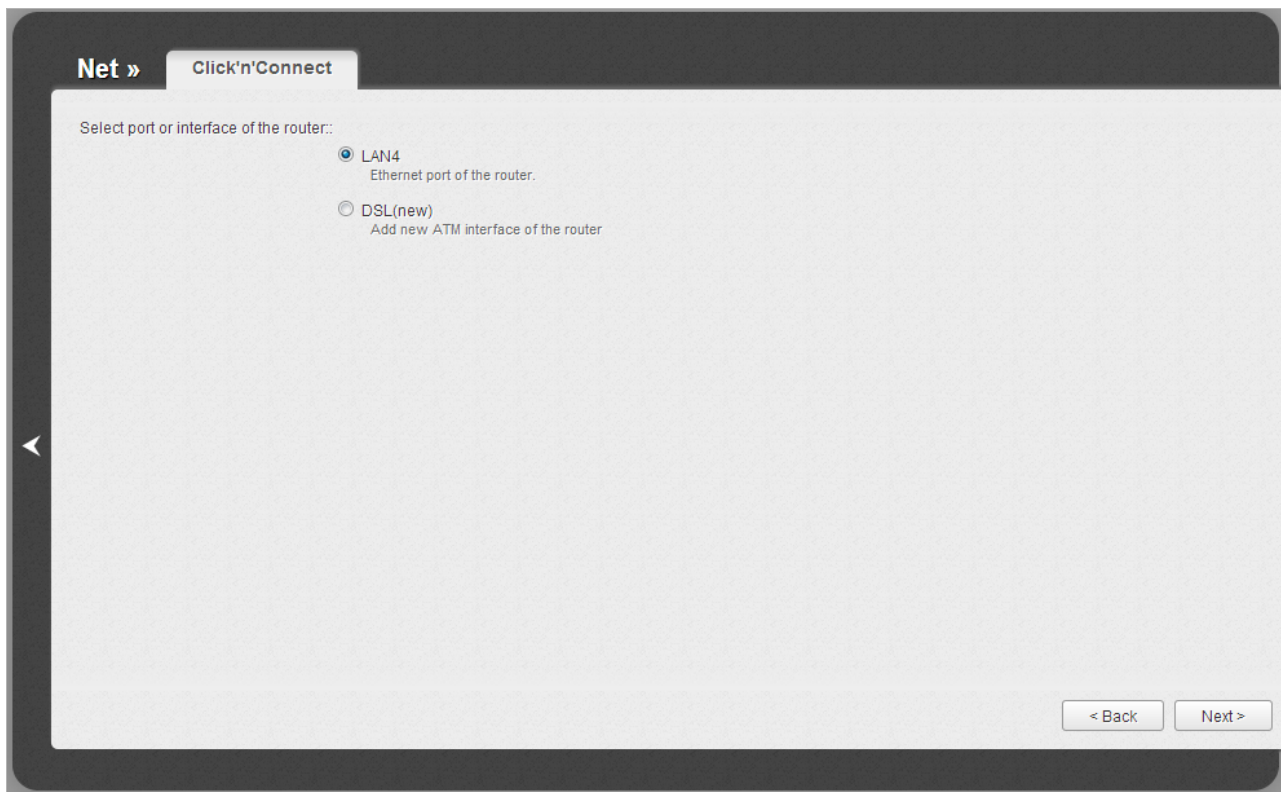 Net »
Click'n'Connect
Select port or interface of the router::
LAN4
Ethernet port of the router.
DSL(new)
Add new ATM interface of the router
< Back
Next >